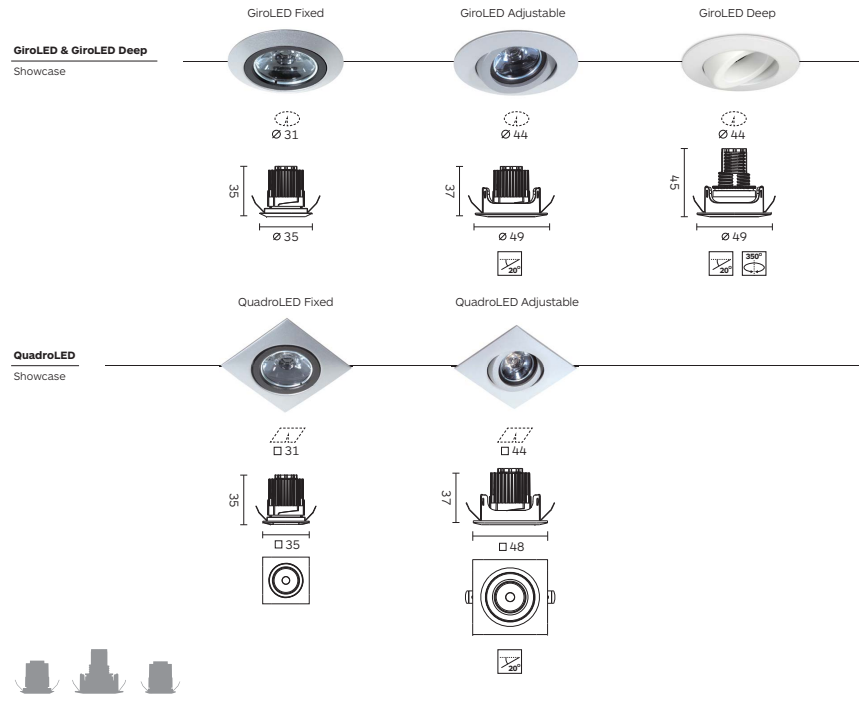 GiroLED Fixed
GiroLED Adjustable
GiroLED Deep
GiroLED & GiroLED Deep
Showcase
Ø 31
Ø 44
Ø 44
35
37
45
Ø 35
Ø 49
Ø 49
20°
20°
350°
QuadroLED Fixed
QuadroLED Adjustable
QuadroLED
Showcase
□ 31
□ 44
35
37
□ 35
□ 48
20°